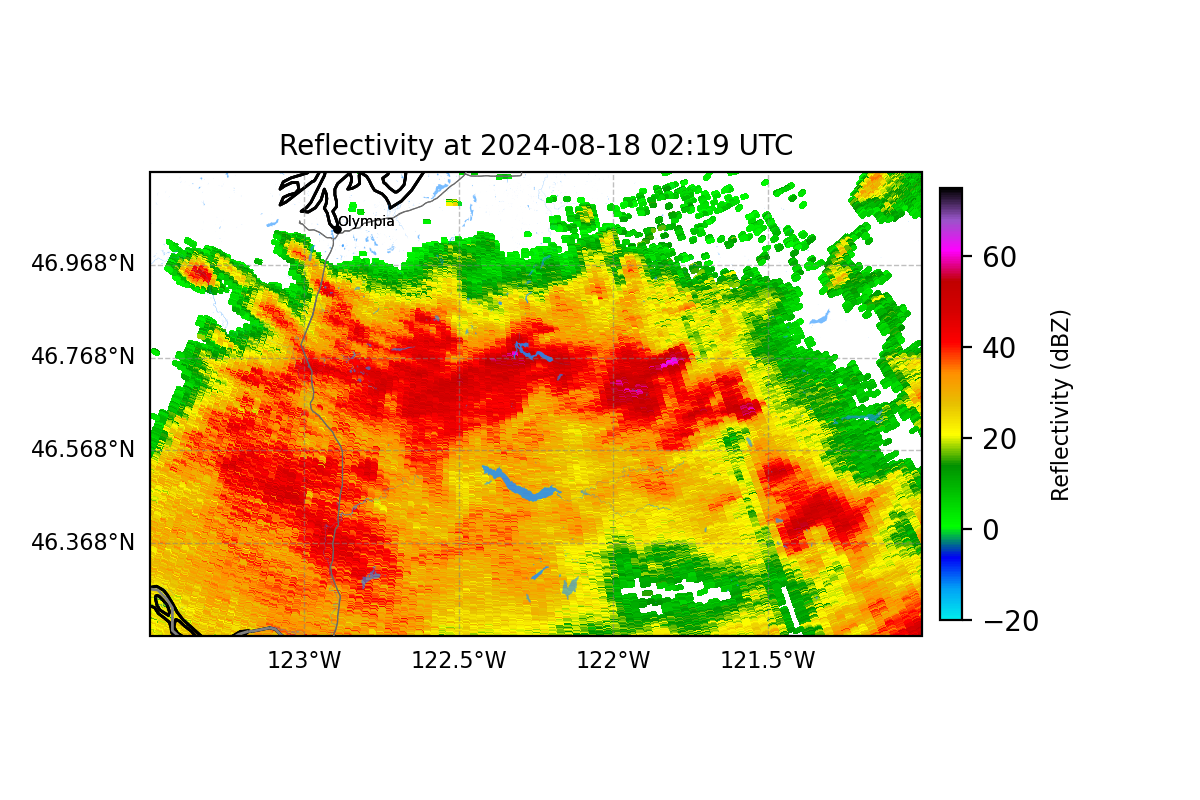 Reflectivity at 2024-08-18 02:19 UTC
Olympia
46.968°N
46.768°N
46.568°N
46.368°N
123°W
122.5°W
122°W
121.5°W
60
40
20
0
−20
Reflectivity (dBZ)